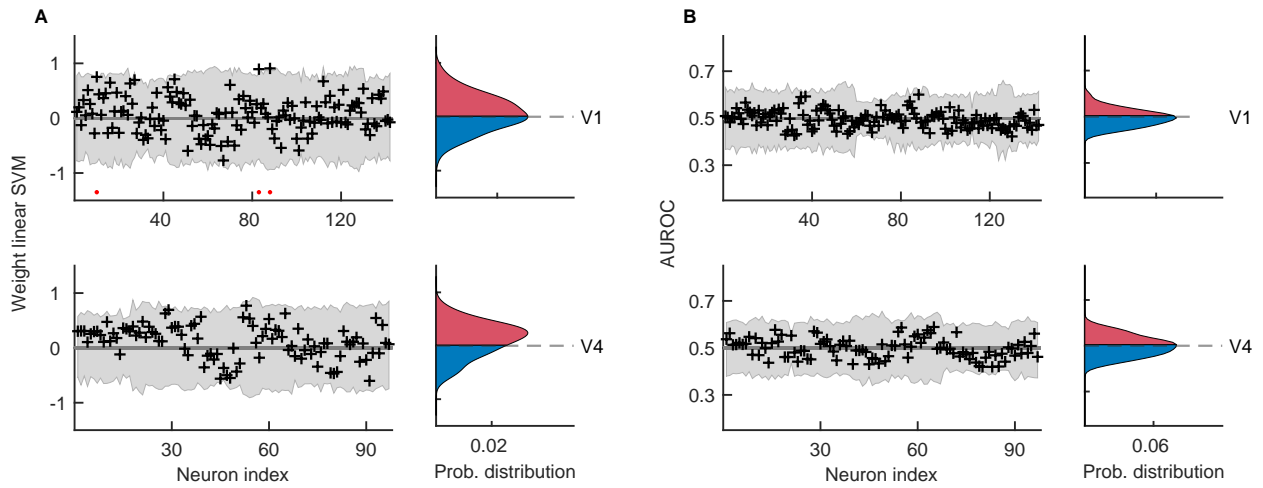 A
B
1
0
-1
40
80
120
V1
0.7
0.5
0.3
40
80
120
V1
Weight linear SVM
AUROC
1
0
-1
30
60
90
Neuron index
V4
0.02
Prob. distribution
0.7
0.5
0.3
30
60
90
Neuron index
V4
0.06
Prob. distribution